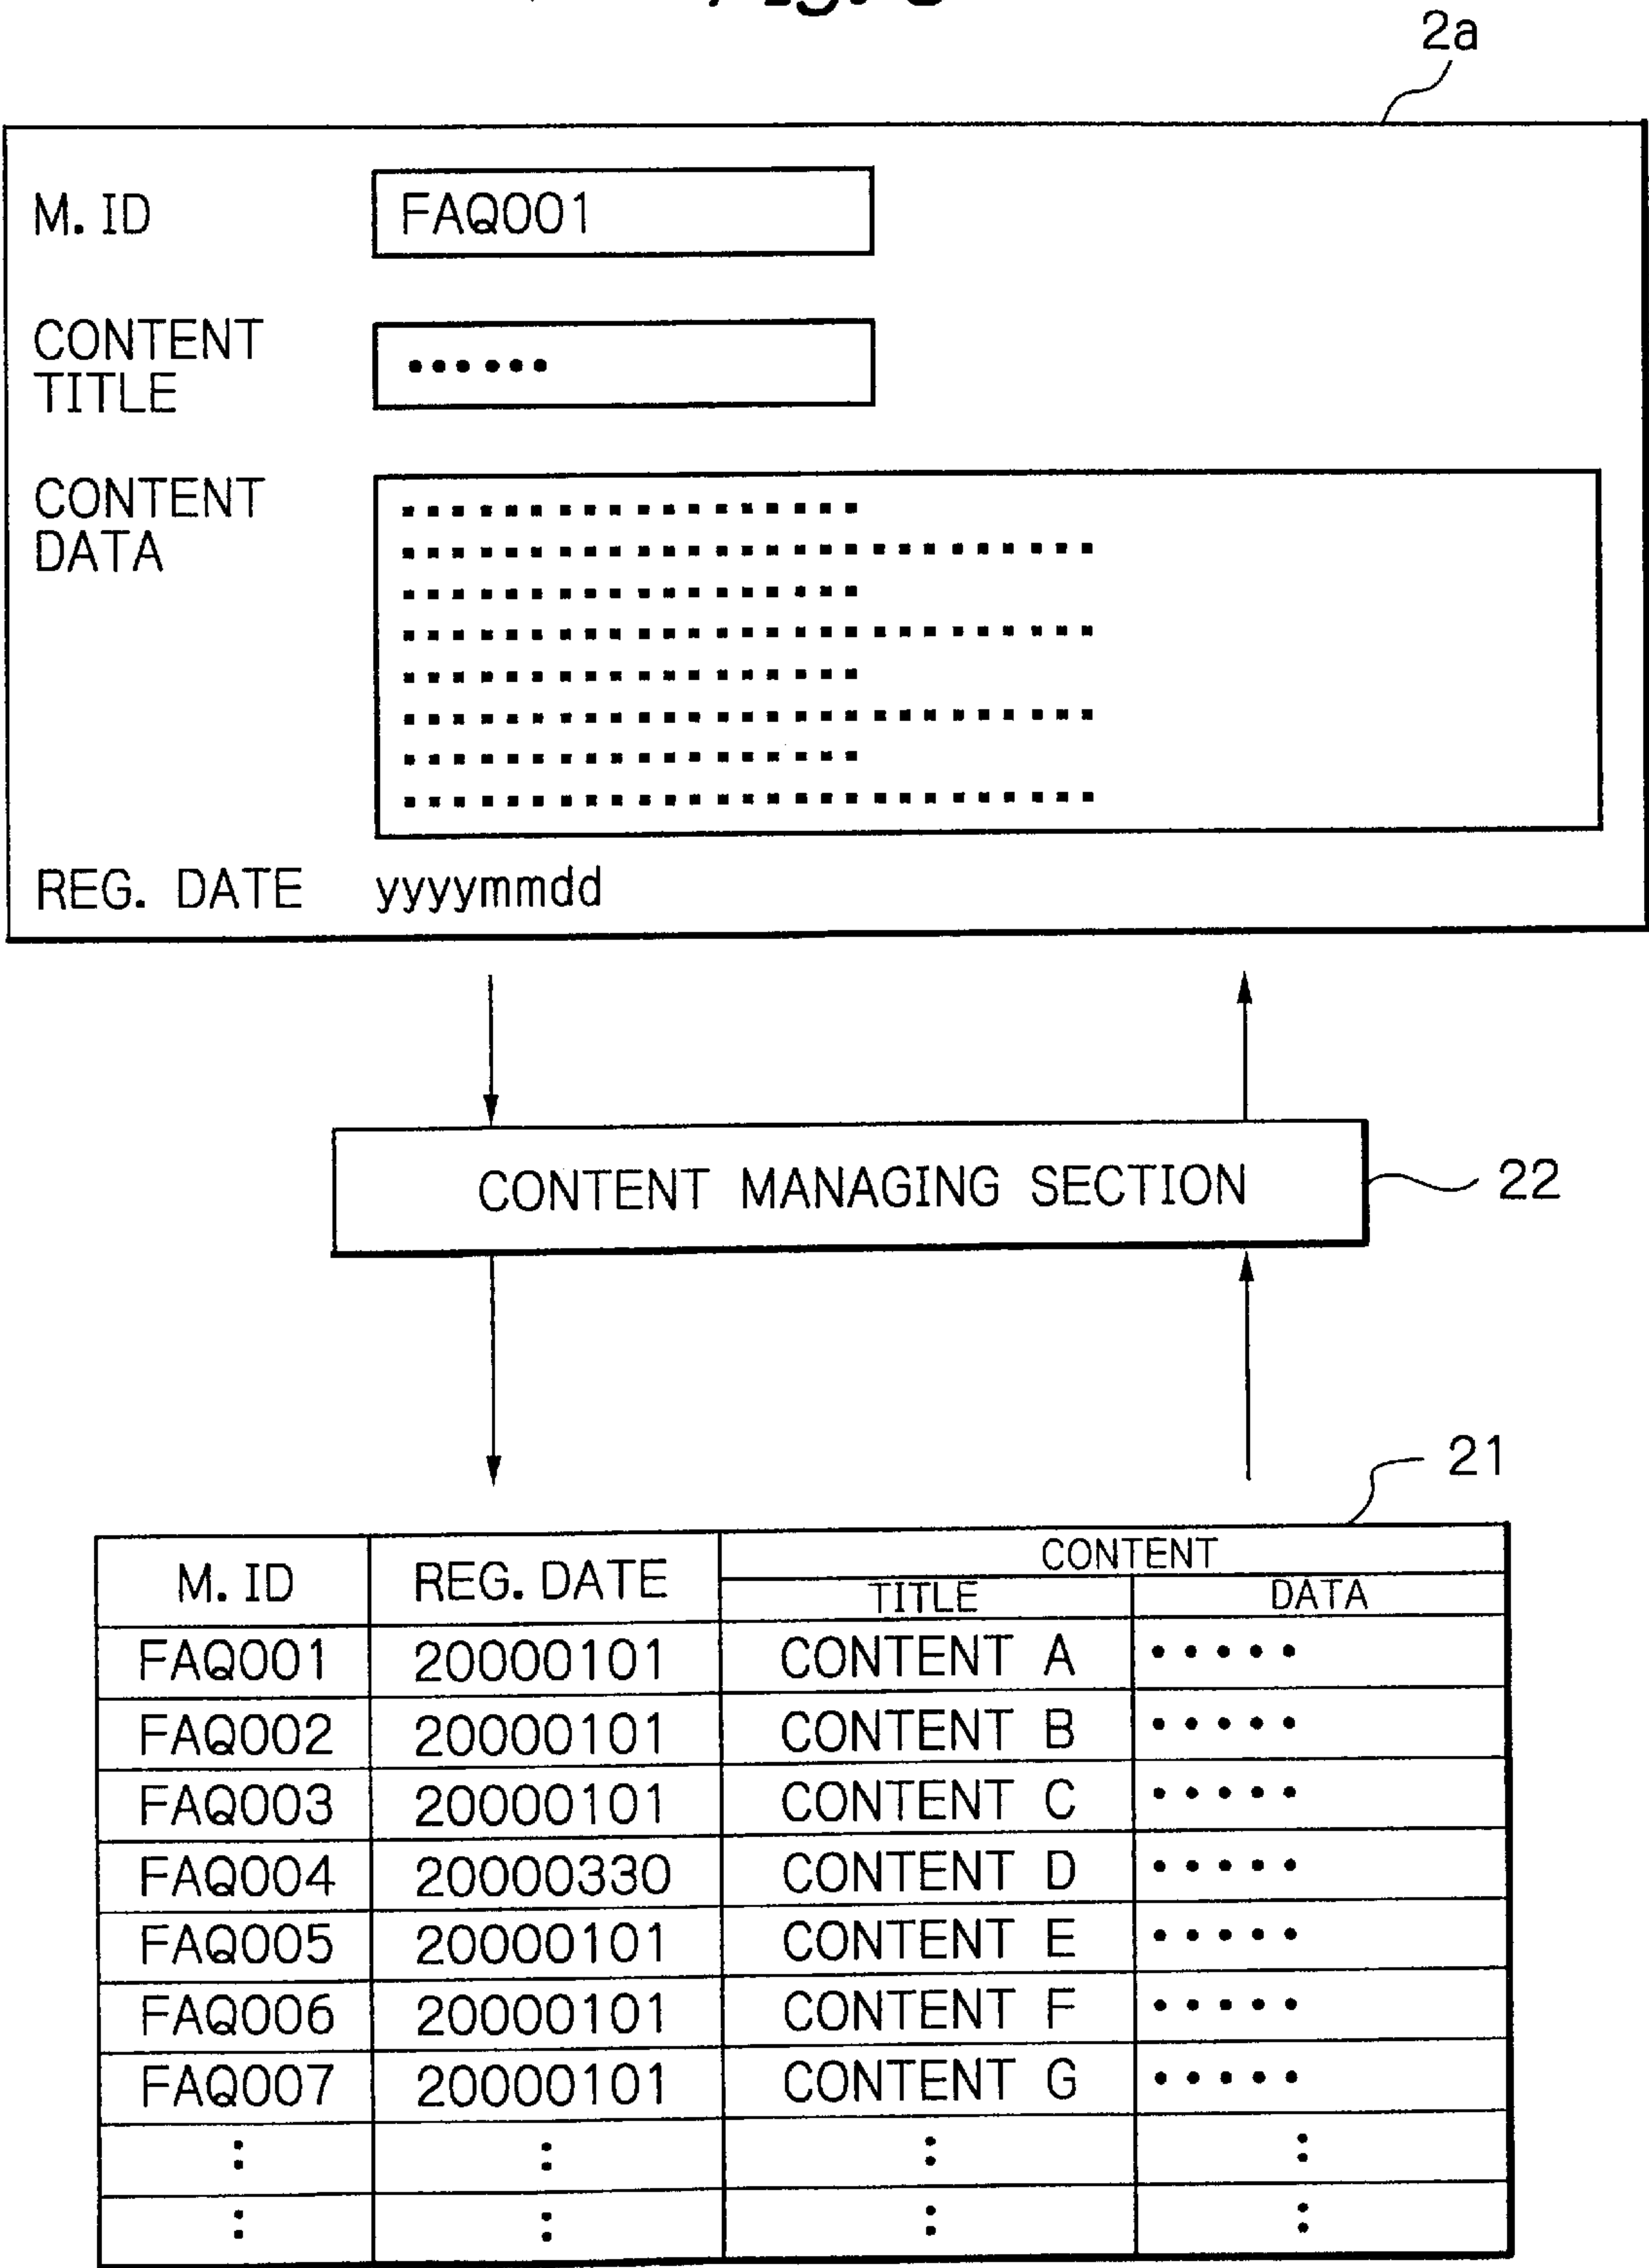 2a
M. ID FAQ001
CONTENT
TITLE ••••••
CONTENT
DATA
REG. DATE yyyymmdd
CONTENT MANAGING SECTION 22
21
M. ID REG. DATE CONTENT
TITLE DATA
FAQ001 20000101 CONTENT A •••••
FAQ002 20000101 CONTENT B •••••
FAQ003 20000101 CONTENT C •••••
FAQ004 20000330 CONTENT D •••••
FAQ005 20000101 CONTENT E •••••
FAQ006 20000101 CONTENT F •••••
FAQ007 20000101 CONTENT G •••••